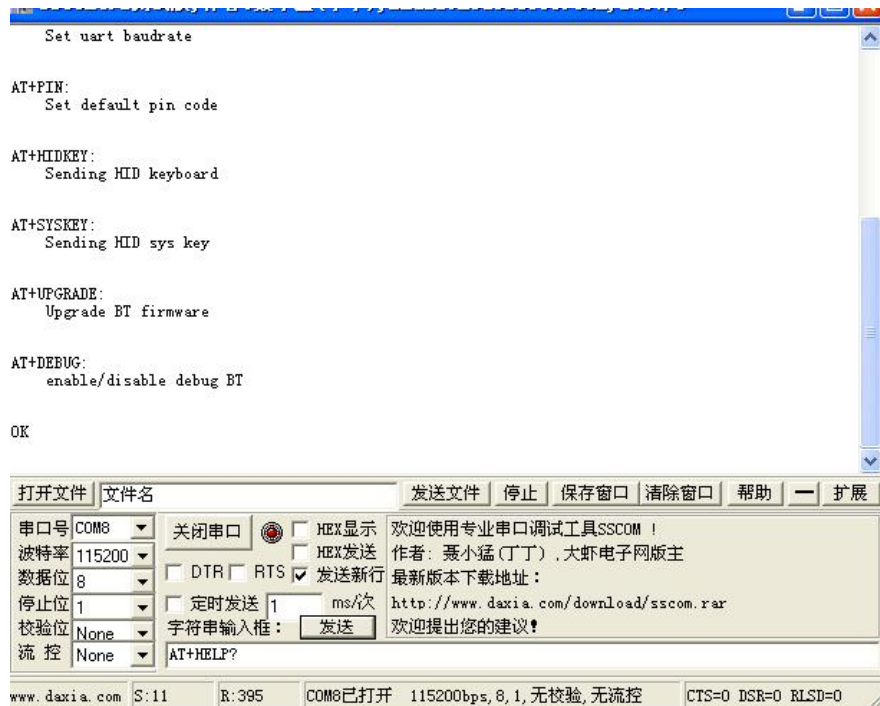 Set uart baudrate
AT+PIN:
Set default pin code
AT+HIDKEY:
Sending HID keyboard
AT+SYSKEY:
Sending HID sys key
AT+UPGRADE:
Upgrade BT firmware
AT+DEBUG:
enable/disable debug BT
OK
打开文件 文件名 发送文件 停止 保存窗口 清除窗口 帮助 一 扩展
串口号 COM8 关闭串口 HEX显示 欢迎使用专业串口调试工具SSCOM !
波特率 115200 HEX发送 作者: 聂小猛(丁丁),大虾电子网版主
数据位 8 DTR RTS 发送新行 最新版本下载地址:
停止位 1 定时发送 1 ms/次 http://www.daxia.com/download/sscom.rar
校验位 None 字符串输入框: 发送 欢迎提出您的建议!
流 控 None AT+HELP?
www.daxia.com S:11 R:395 COM8已打开 115200bps,8,1,无校验,无流控 CTS=0 DSR=0 RLSD=0